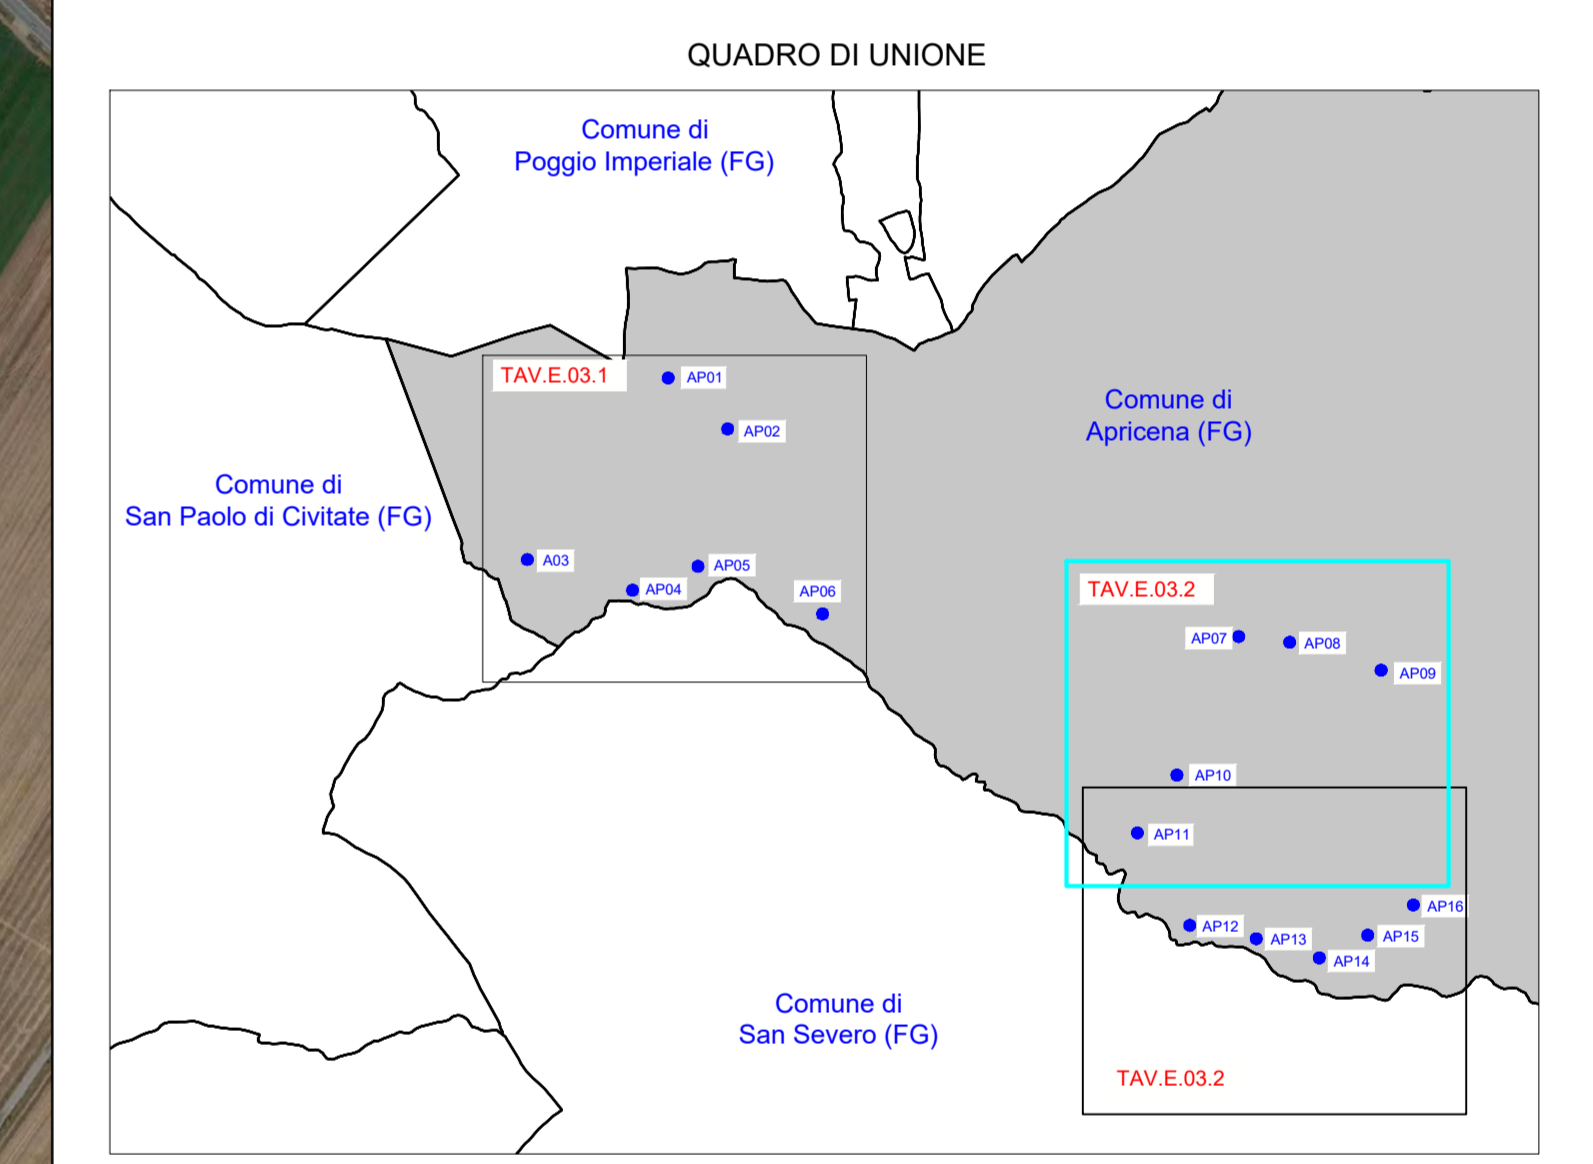 QUADRO DI UNIONE
Comune di
Poggio Imperiale (FG)
TAV.E.03.1
AP01
AP02
Comune di
Apricena (FG)
Comune di
San Paolo di Civitate (FG)
A03
AP04
AP05
AP06
TAV.E.03.2
AP07
AP08
AP09
AP10
AP11
AP12
AP13
AP14
AP15
AP16
Comune di
San Severo (FG)
TAV.E.03.2